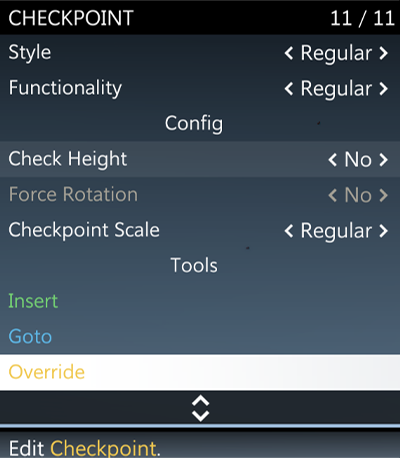 CHECKPOINT 11 / 11
Style < Regular >
Functionality < Regular >
Config
Check Height < No >
Force Rotation < No >
Checkpoint Scale < Regular >
Tools
Insert
Goto
Override
Edit Checkpoint.